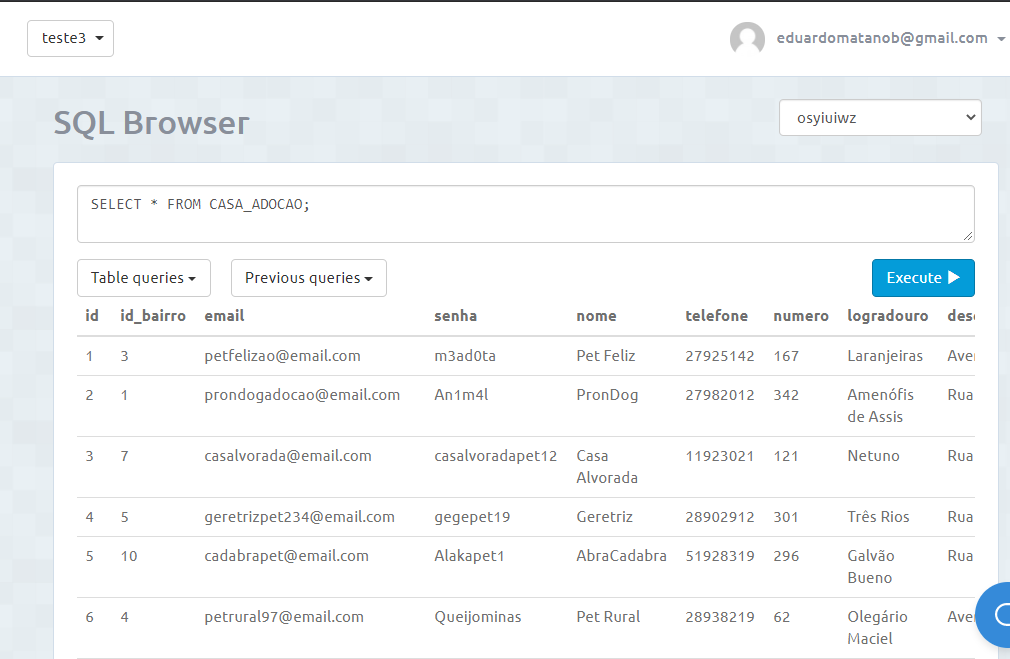 teste3
eduardomatanob@gmail.com
SQL Browser
osyiuiwz
SELECT * FROM CASA_ADOCAO;
Table queries
Previous queries
Execute
id id_bairro email senha nome telefone numero logradouro desc
1 3 petfelizao@email.com m3ad0ta Pet Feliz 27925142 167 Laranjeiras Aver
2 1 prondogadocao@email.com An1m4l PronDog 27982012 342 Amenófis Rua
de Assis
3 7 casalvorada@email.com casalvoradapet12 Casa 11923021 121 Netuno Rua
Alvorada
4 5 geretrizpet234@email.com gegepet19 Geretriz 28902912 301 Três Rios Rua
5 10 cadabrapet@email.com Alakapet1 AbraCadabra 51928319 296 Galvão Rua
Bueno
6 4 petrural97@email.com Queijominas Pet Rural 28938219 62 Olegário Ave
Maciel